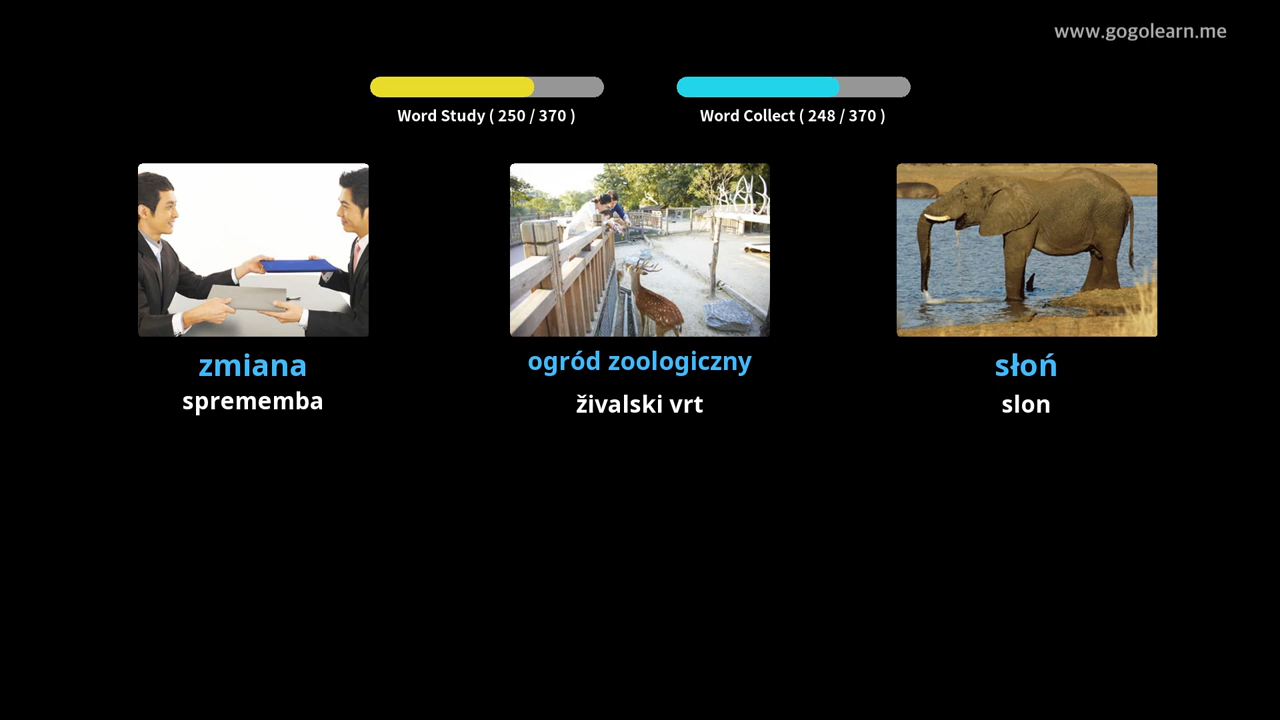 www.gogolearn.me
Word Study ( 250 / 370 )
Word Collect ( 248 / 370 )
zmiana
sprememba
ogród zoologiczny
živalski vrt
słoń
slon